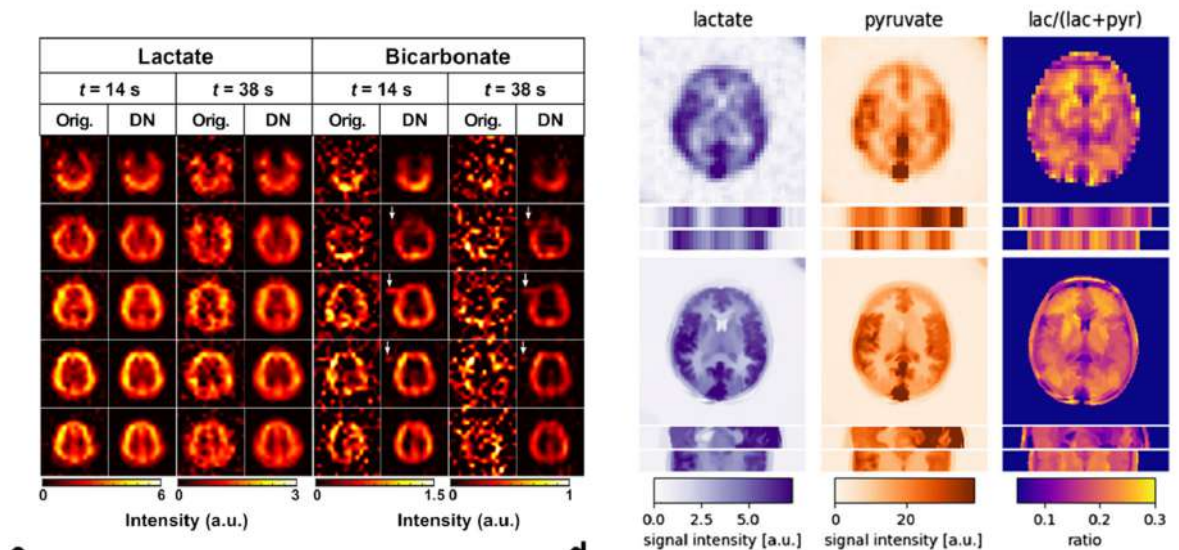 Lactate Bicarbonate
t = 14 s t = 38 s t = 14 s t = 38 s
Orig. DN Orig. DN Orig. DN Orig. DN
0 6 0 3 0 1.5 0 1
Intensity (a.u.) Intensity (a.u.)
lactate pyruvate lac/(lac+pyr)
0.0 2.5 5.0 0 20 0.1 0.2 0.3
signal intensity [a.u.] signal intensity [a.u.] ratio